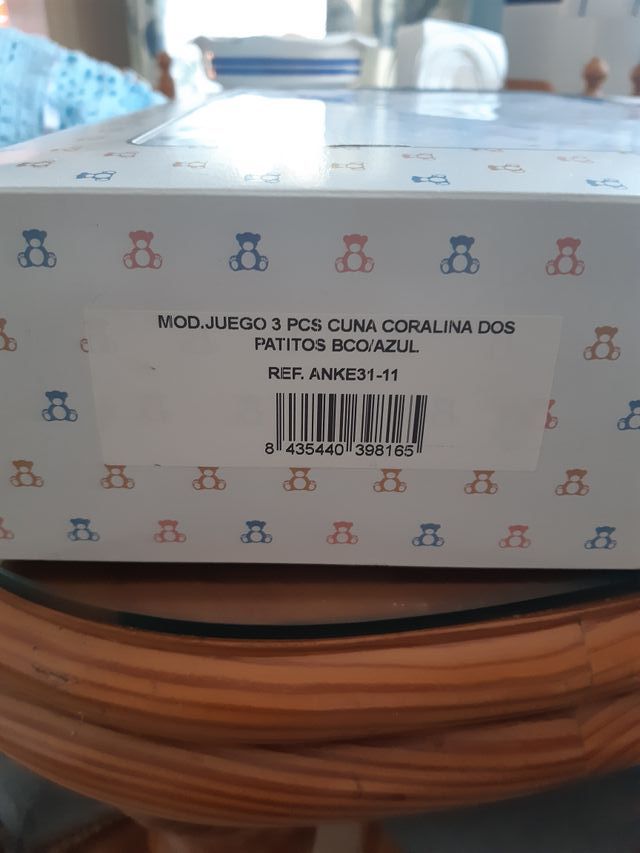 MOD.JUEGO 3 PCS CUNA CORALINA DOS
PATITOS BCO/AZUL
REF. ANKE31-11
8 435440 398165